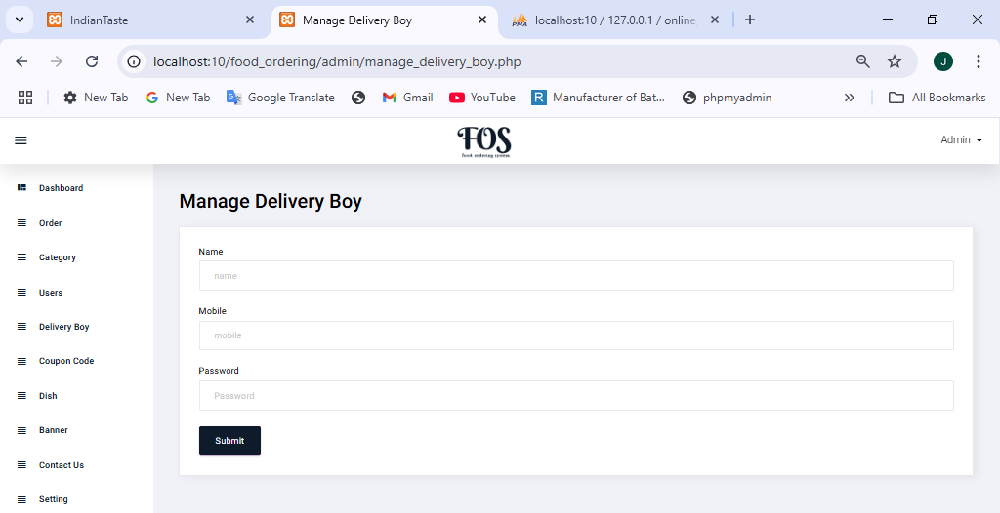 IndianTaste
Manage Delivery Boy
localhost:10 / 127.0.0.1 / online_
localhost:10/food_ordering/admin/manage_delivery_boy.php
J
New Tab
New Tab
Google Translate
Gmail
YouTube
R
Manufacturer of Bat...
phpmyadmin
All Bookmarks
FOS
food ordering system
Admin
Dashboard
Order
Category
Users
Delivery Boy
Coupon Code
Dish
Banner
Contact Us
Setting
Manage Delivery Boy
Name
name
Mobile
mobile
Password
Password
Submit